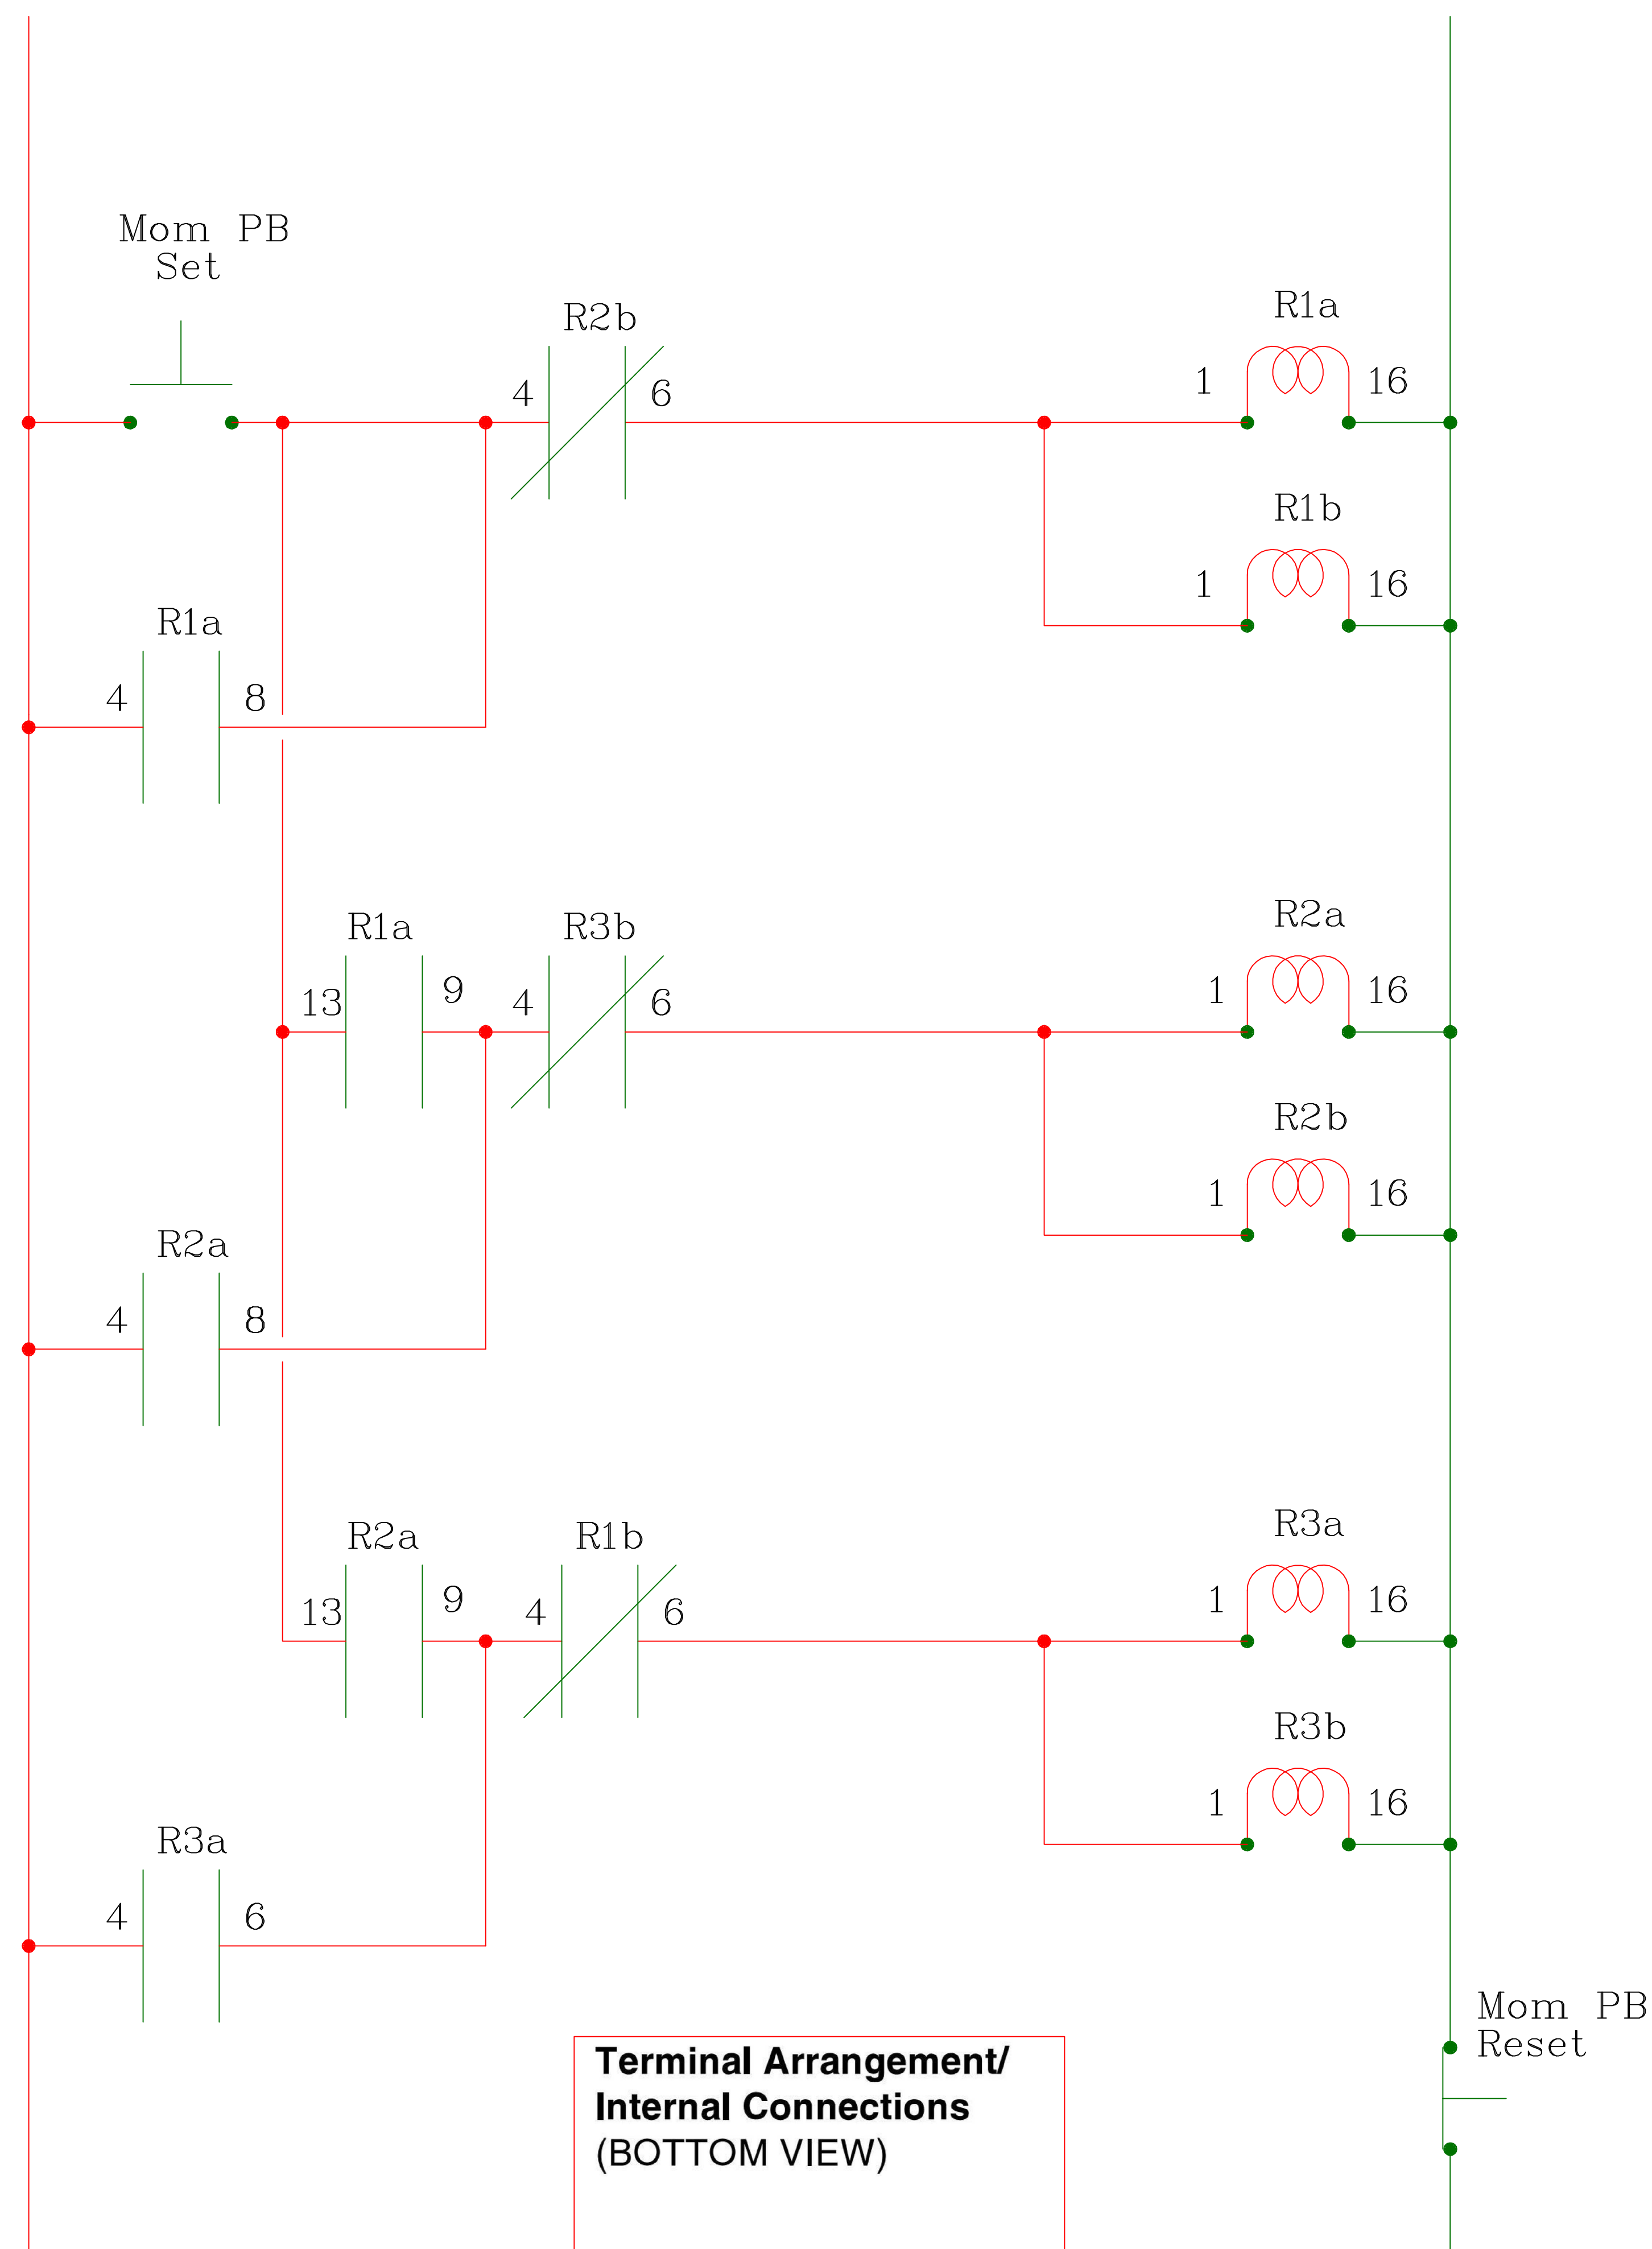 Mom PB
Set
R2b
4 6
R1a
1 16
R1b
1 16
R1a
4 8
R1a R3b
13 9 4 6
R2a
1 16
R2b
1 16
R2a
4 8
R2a R1b
13 9 4 6
R3a
1 16
R3b
1 16
R3a
4 6
Mom PB
Reset
Terminal Arrangement/
Internal Connections
(BOTTOM VIEW)